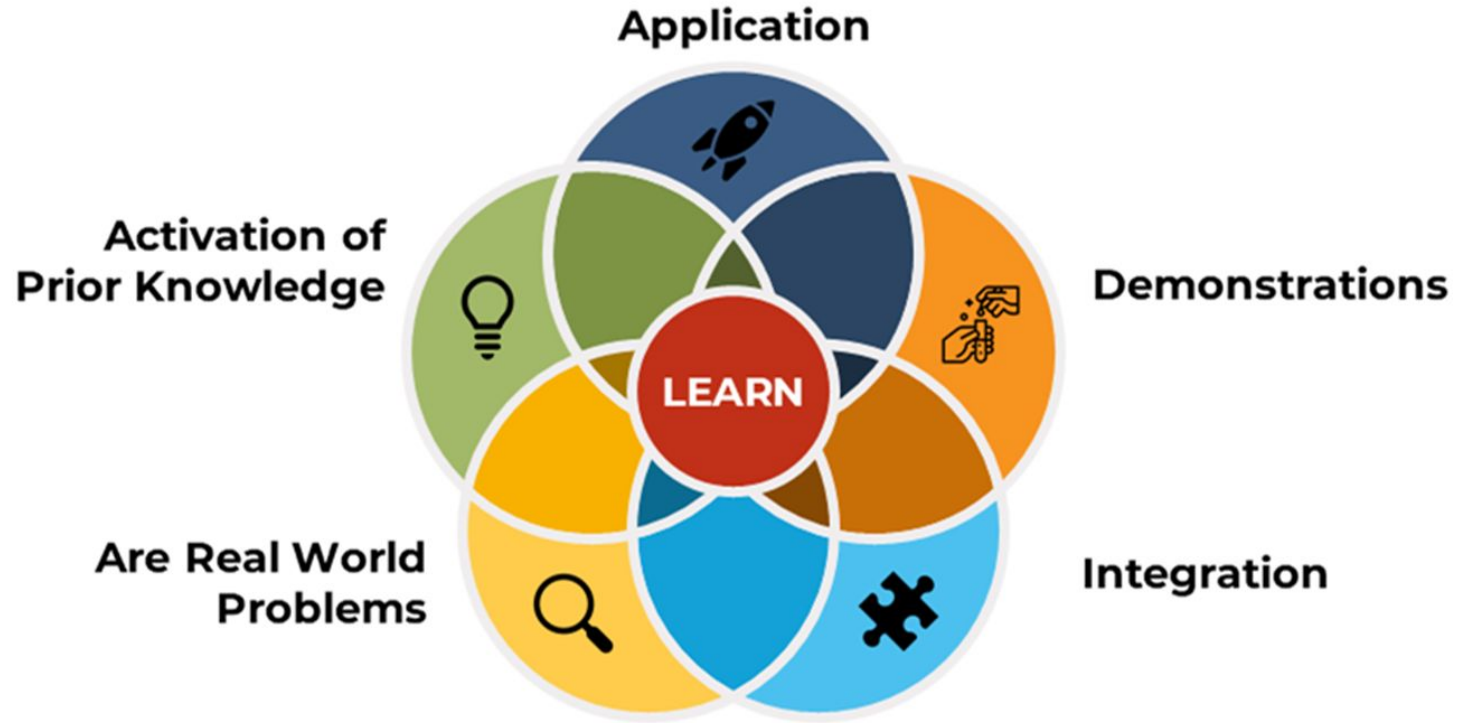 Application
Activation of
Prior Knowledge
Demonstrations
LEARN
Are Real World
Problems
Integration